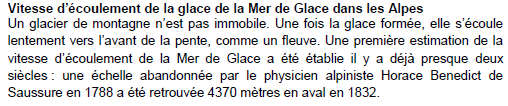 Vitesse d'écoulement de la glace de la Mer de Glace dans les Alpes
Un glacier de montagne n'est pas immobile. Une fois la glace formée, elle s'écoule
lentement vers l'avant de la pente, comme un fleuve. Une première estimation de la
vitesse d'écoulement de la Mer de Glace a été établie il y a déjà presque deux
siècles : une échelle abandonnée par le physicien alpiniste Horace Benedict de
Saussure en 1788 a été retrouvée 4370 mètres en aval en 1832.